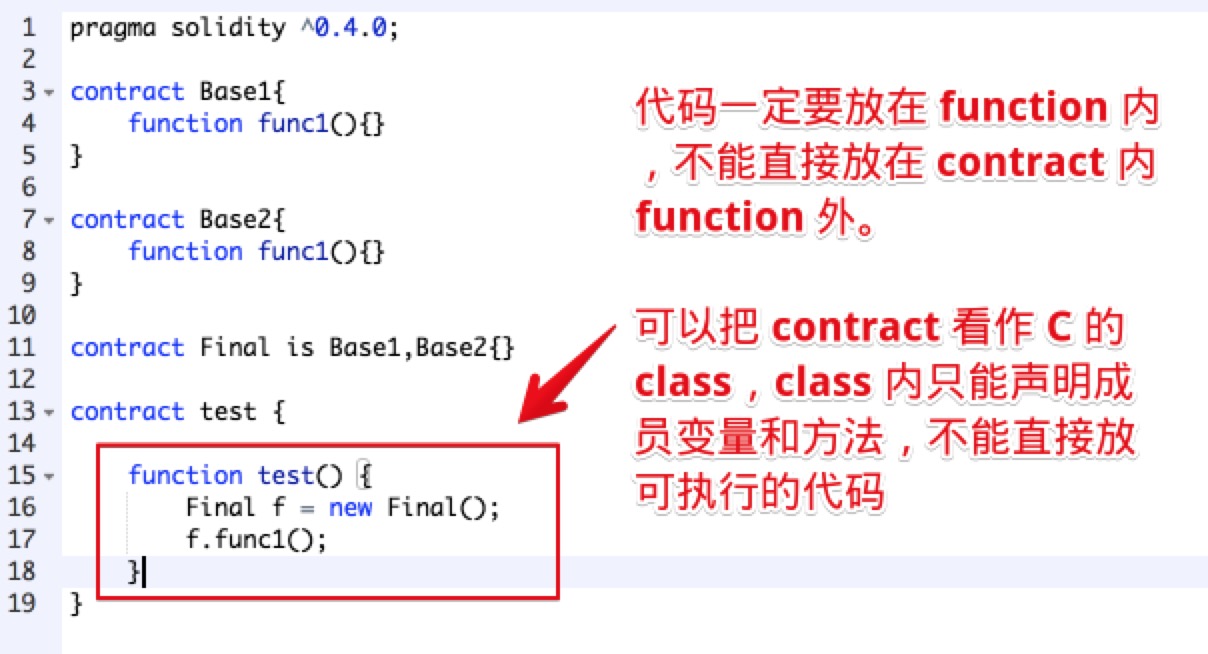 1 pragma solidity ^0.4.0;
2
3 contract Base1{
4     function func1(){}
5 }
6
7 contract Base2{
8     function func1(){}
9 }
10
11 contract Final is Base1,Base2{}
12
13 contract test {
14
15     function test() {
16         Final f = new Final();
17         f.func1();
18     }
19 }
代码一定要放在 function 内
，不能直接放在 contract 内
function 外。
可以把 contract 看作 C 的
class，class 内只能声明成
员变量和方法，不能直接放
可执行的代码